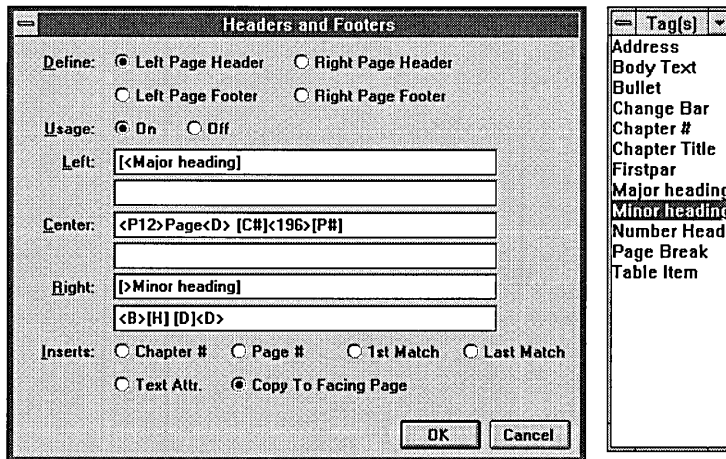 Headers and Footers
Define: Left Page Header Right Page Header
Left Page Footer Right Page Footer
Usage: On Off
Left: [<Major heading]
Center: <P12>Page<D> [C#]<196>[P#]
Right: [>Minor heading]
<B>[H] [D]<D>
Inserts: Chapter # Page # 1st Match Last Match
Text Attr. Copy To Facing Page
OK Cancel
Tag(s)
Address
Body Text
Bullet
Change Bar
Chapter #
Chapter Title
Firstpar
Major heading
Minor heading
Number Head
Page Break
Table Item